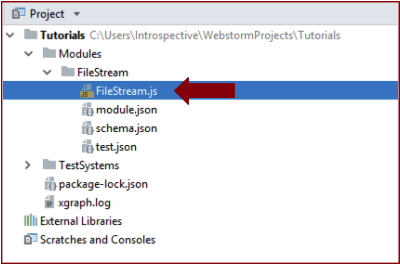 Project
Tutorials C:\Users\Introspective\WebstormProjects\Tutorials
Modules
FileStream
JS FileStream.js
module.json
schema.json
test.json
TestSystems
package-lock.json
xgraph.log
External Libraries
Scratches and Consoles